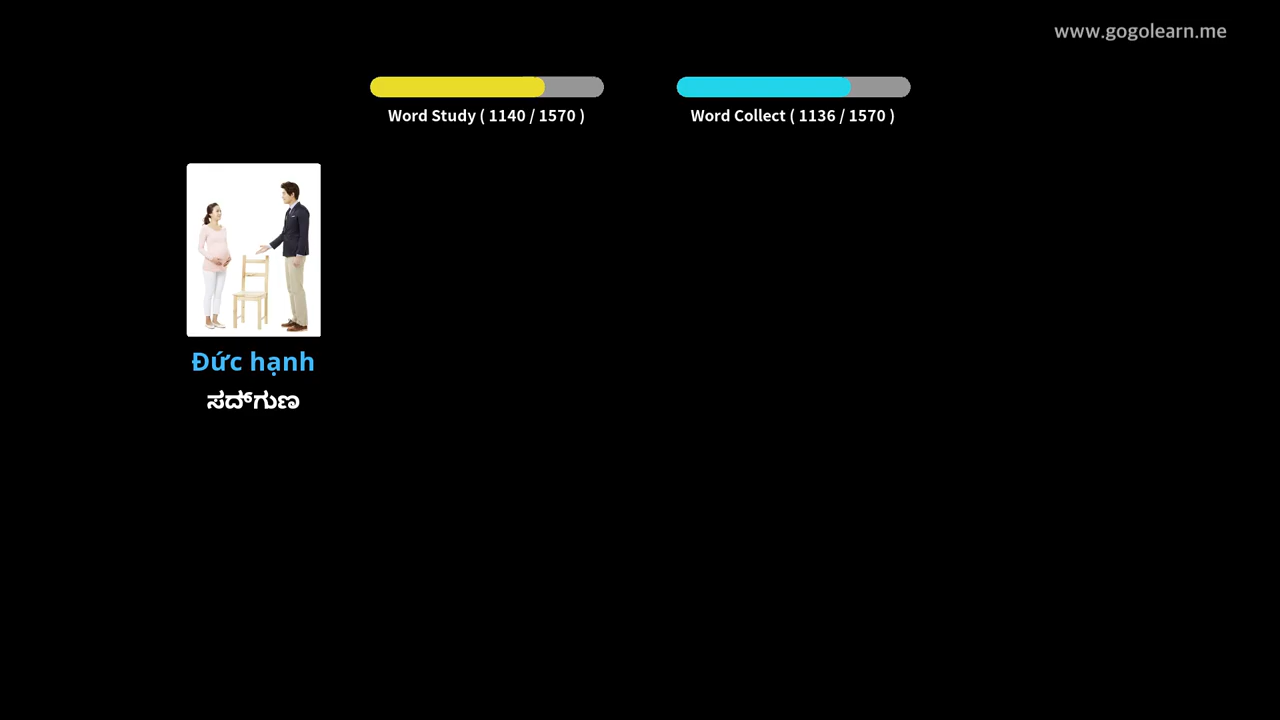 www.gogolearn.me
Word Study ( 1140 / 1570 )
Word Collect ( 1136 / 1570 )
Đức hạnh
ಸದ್‌ಗುಣ